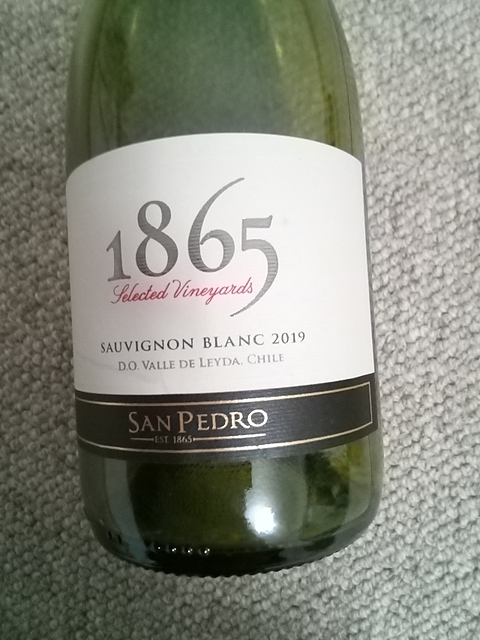 1865
Selected Vineyards
SAUVIGNON BLANC 2019
D.O. VALLE DE LEYDA, CHILE
SAN PEDRO
EST. 1865